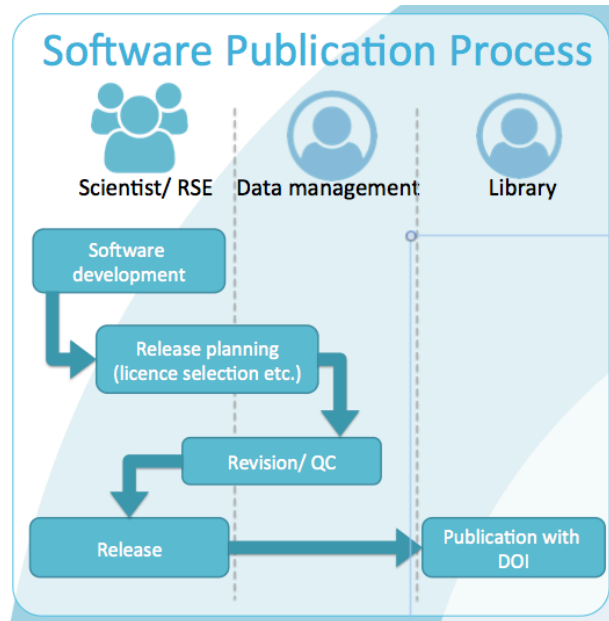 Software Publication Process
Scientist/ RSE
Data management
Library
Software
development
Release planning
(licence selection etc.)
Revision/ QC
Release
Publication with
DOI